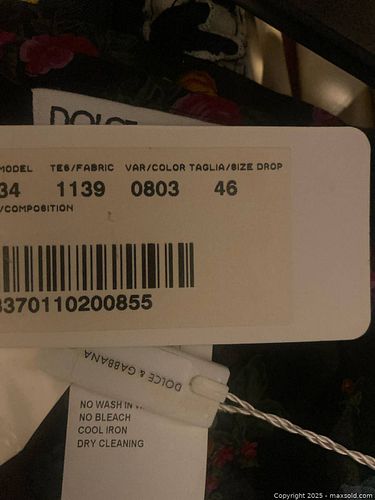 MODEL TES/FABRIC VAR/COLOR TAGLIA/SIZE DROP
34 1139 0803 46
/COMPOSITION
3370110200855
DOLCE & GABBANA
NO WASH IN
NO BLEACH
COOL IRON
DRY CLEANING
Copyright © 2025 - maxsold.com